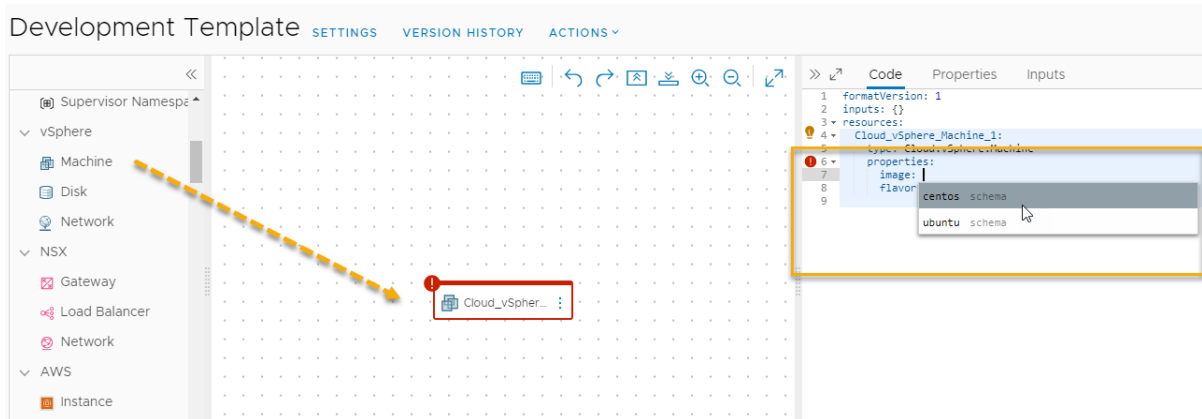 Development Template SETTINGS VERSION HISTORY ACTIONS
Supervisor Namespa
vSphere
Machine
Disk
Network
NSX
Gateway
Load Balancer
Network
AWS
Instance
Cloud_vSpher...
Code Properties Inputs
1 formatVersion: 1
2 inputs: {}
3 resources:
4 Cloud_vSphere_Machine_1:
5 type: Cloud.vSphere.Machine
6 properties:
7 image:
8 flavor
9
centos schema
ubuntu schema